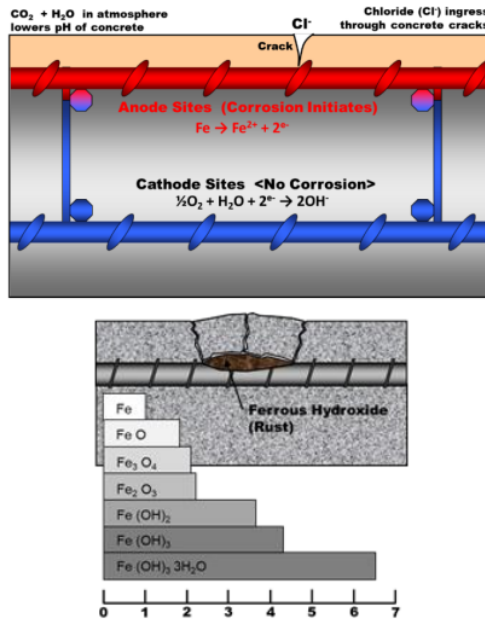 CO₂ + H₂O in atmosphere
lowers pH of concrete
Cl⁻
Chloride (Cl⁻) ingress
through concrete cracks
Crack
Anode Sites (Corrosion Initiates)
Fe → Fe²⁺ + 2e⁻
Cathode Sites <No Corrosion>
½O₂ + H₂O + 2e⁻ → 2OH⁻
Ferrous Hydroxide
(Rust)
Fe
Fe O
Fe₃ O₄
Fe₂ O₃
Fe (OH)₂
Fe (OH)₃
Fe (OH)₃ 3H₂O
0 1 2 3 4 5 6 7